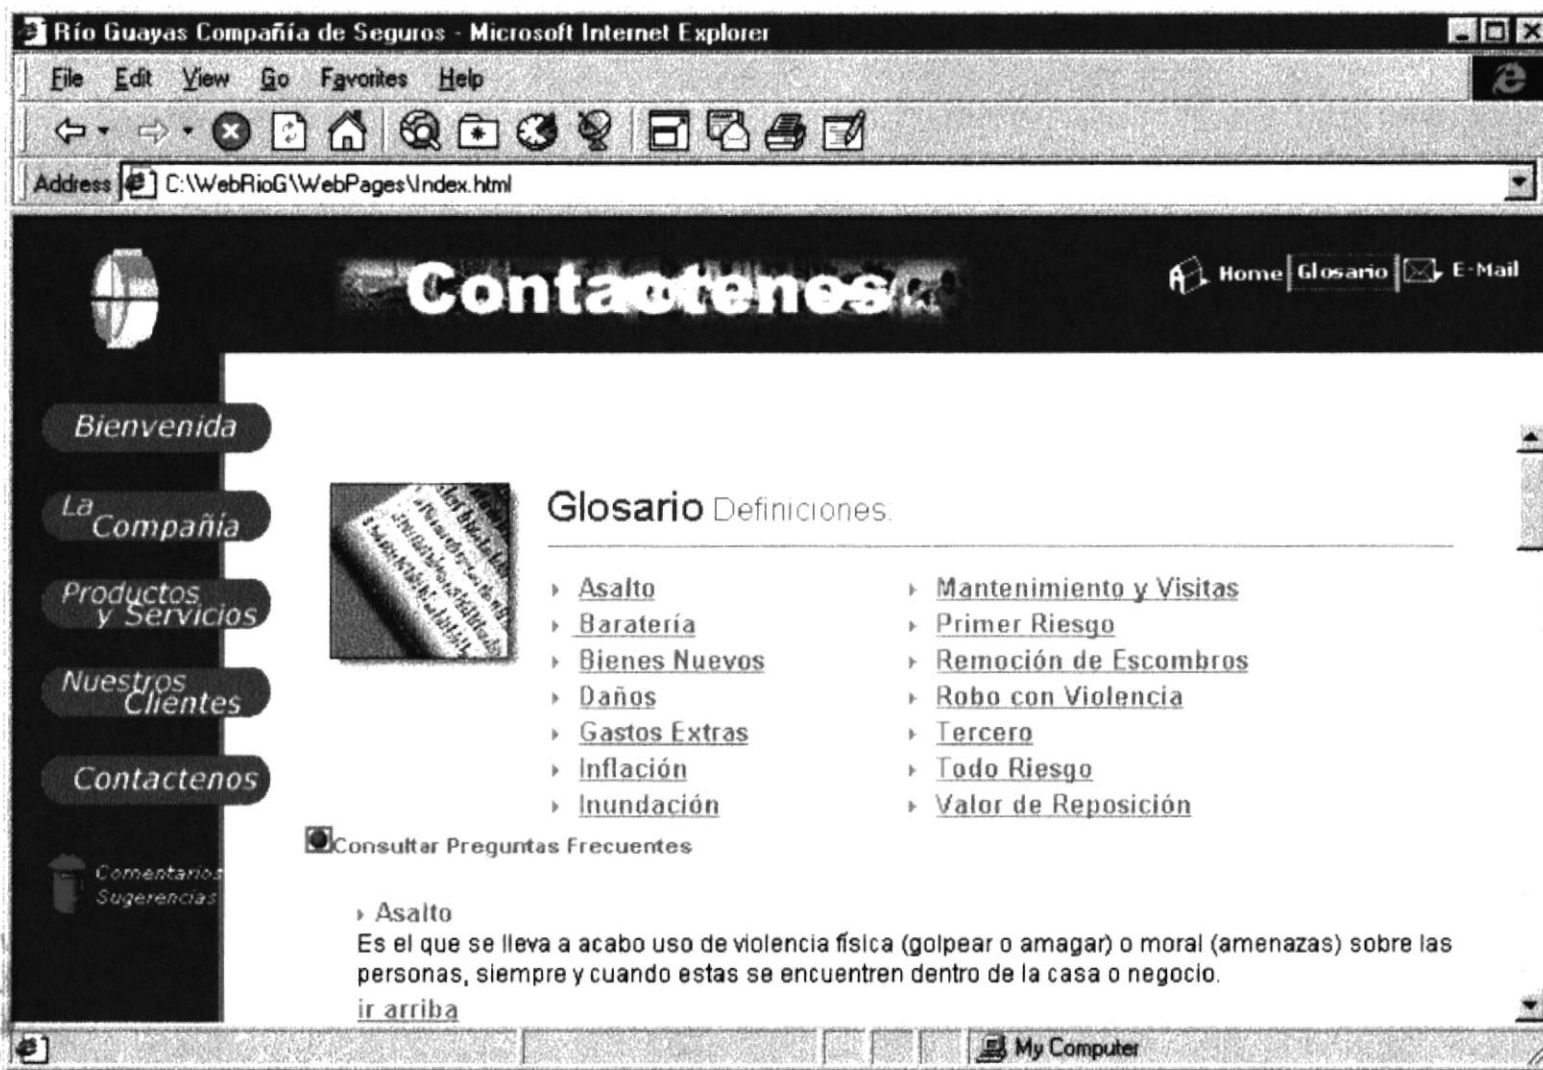 Río Guayas Compañía de Seguros - Microsoft Internet Explorer
File Edit View Go Favorites Help
Address C:\WebRioG\WebPages\Index.html
Contactenos
Home Glosario E-Mail
Bienvenida
La Compañía
Productos
y Servicios
Nuestros
Clientes
Contactenos
Comentarios
Sugerencias
Glosario Definiciones:
Asalto
Baratería
Bienes Nuevos
Daños
Gastos Extras
Inflación
Inundación
Mantenimiento y Visitas
Primer Riesgo
Remoción de Escombros
Robo con Violencia
Tercero
Todo Riesgo
Valor de Reposición
Consultar Preguntas Frecuentes
Asalto
Es el que se lleva a acabo uso de violencia física (golpear o amagar) o moral (amenazas) sobre las
personas, siempre y cuando estas se encuentren dentro de la casa o negocio.
ir arriba
My Computer